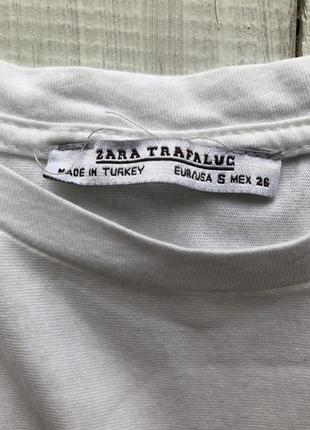 ZARA TRAFALUC
MADE IN TURKEY EUR/USA S MEX 26